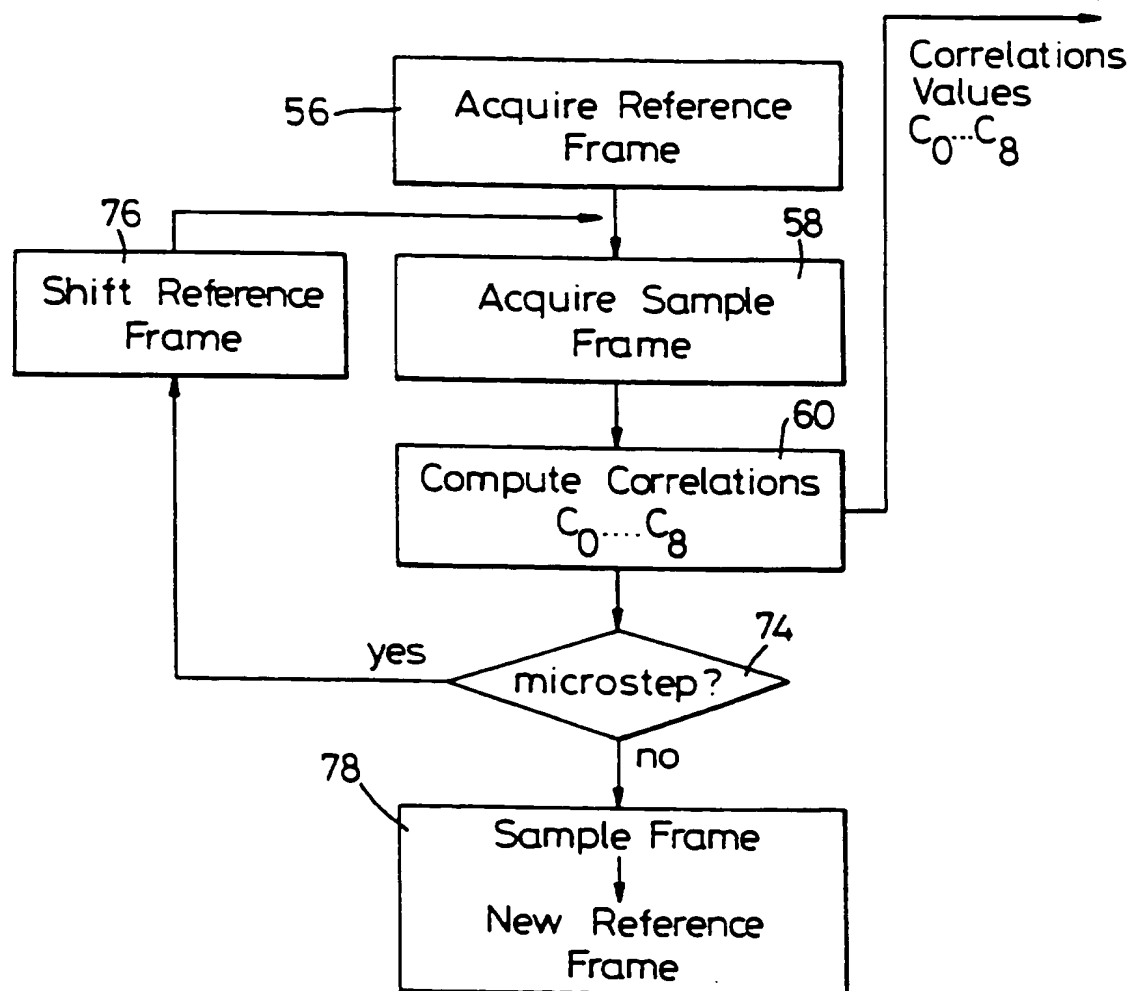 Correlations
Values
C0...C8
56
Acquire Reference
Frame
76
58
Shift Reference
Frame
Acquire Sample
Frame
60
Compute Correlations
C0.....C8
74
yes
microstep?
no
78
Sample Frame
New Reference
Frame